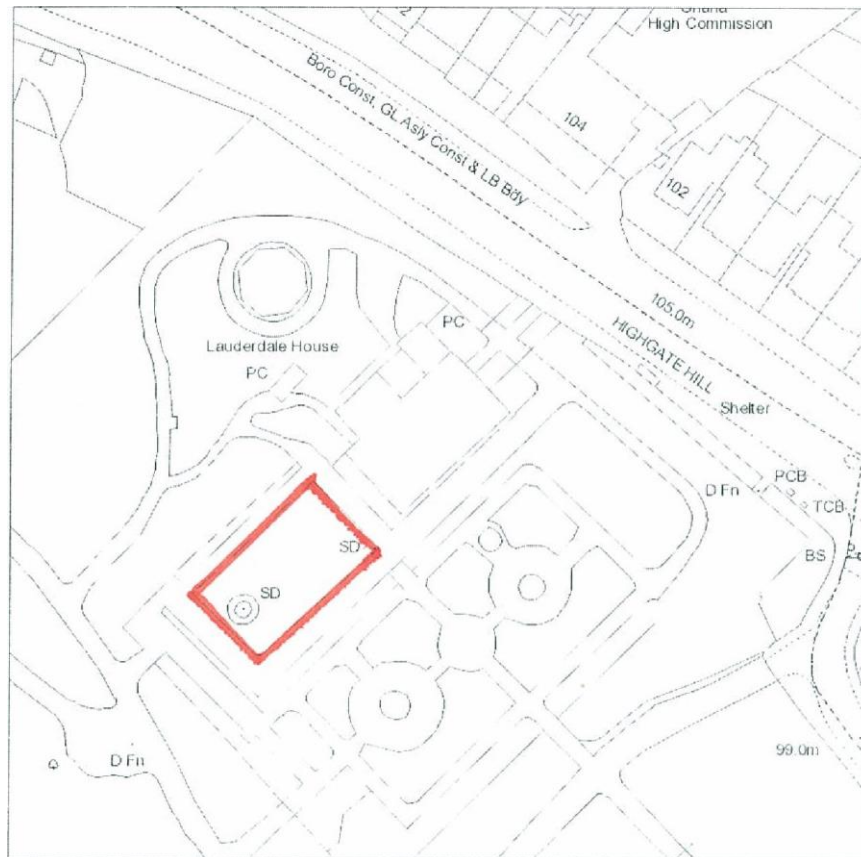 High Commission
Boro Const, GL Asly Const & LB Bdy
104
102
105.0m
HIGHGATE HILL
PC
Lauderdale House
PC
Shelter
D Fn
PCB
TCB
BS
SD
SD
99.0m
D Fn